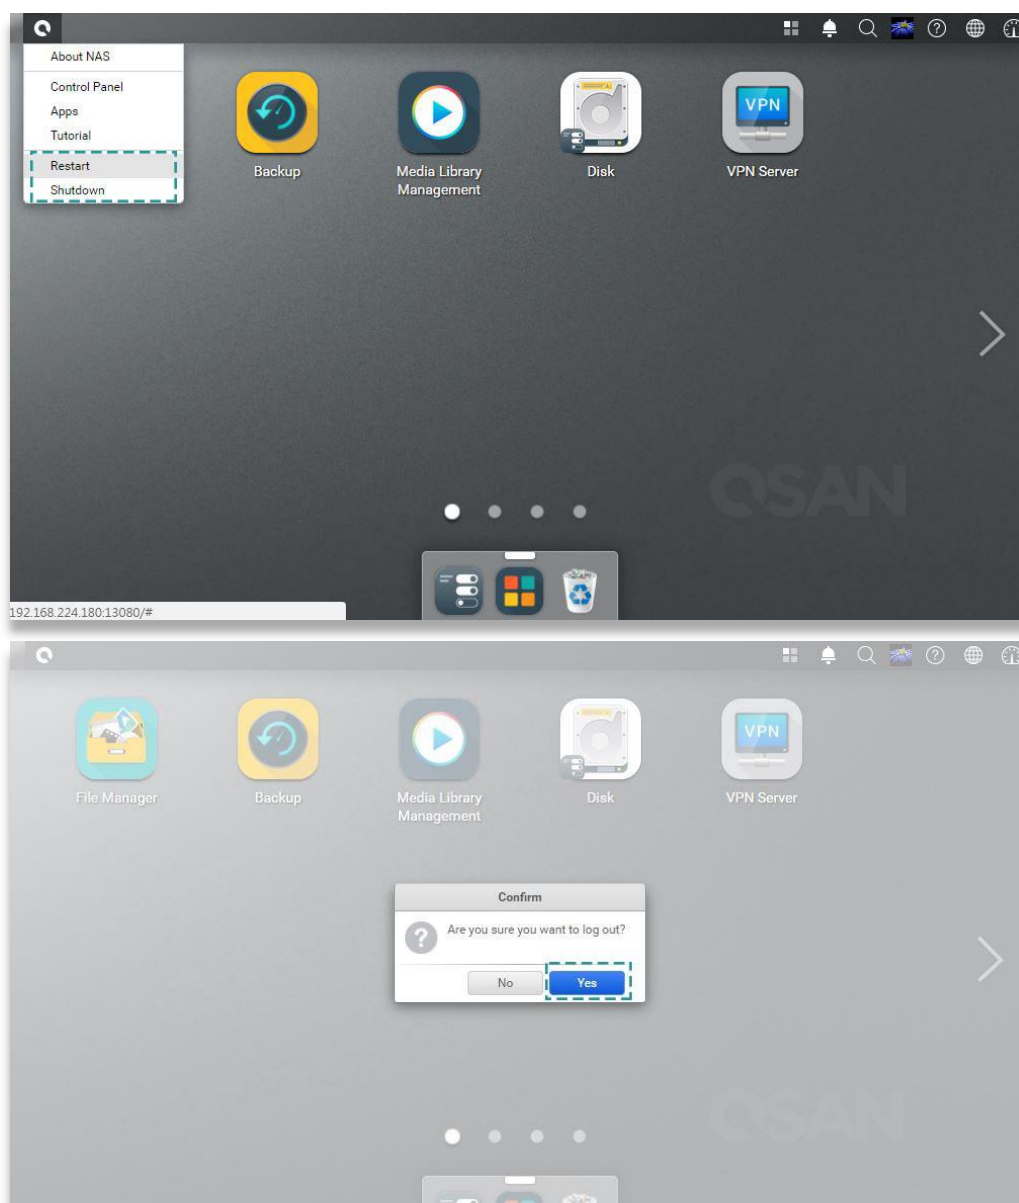 About NAS
Control Panel
Apps
Tutorial
Restart
Shutdown
Backup
Media Library
Management
Disk
VPN
VPN Server
QSAN
192.168.224.180:13080/#
File Manager
Backup
Media Library
Management
Disk
VPN
VPN Server
Confirm
Are you sure you want to log out?
No
Yes
QSAN